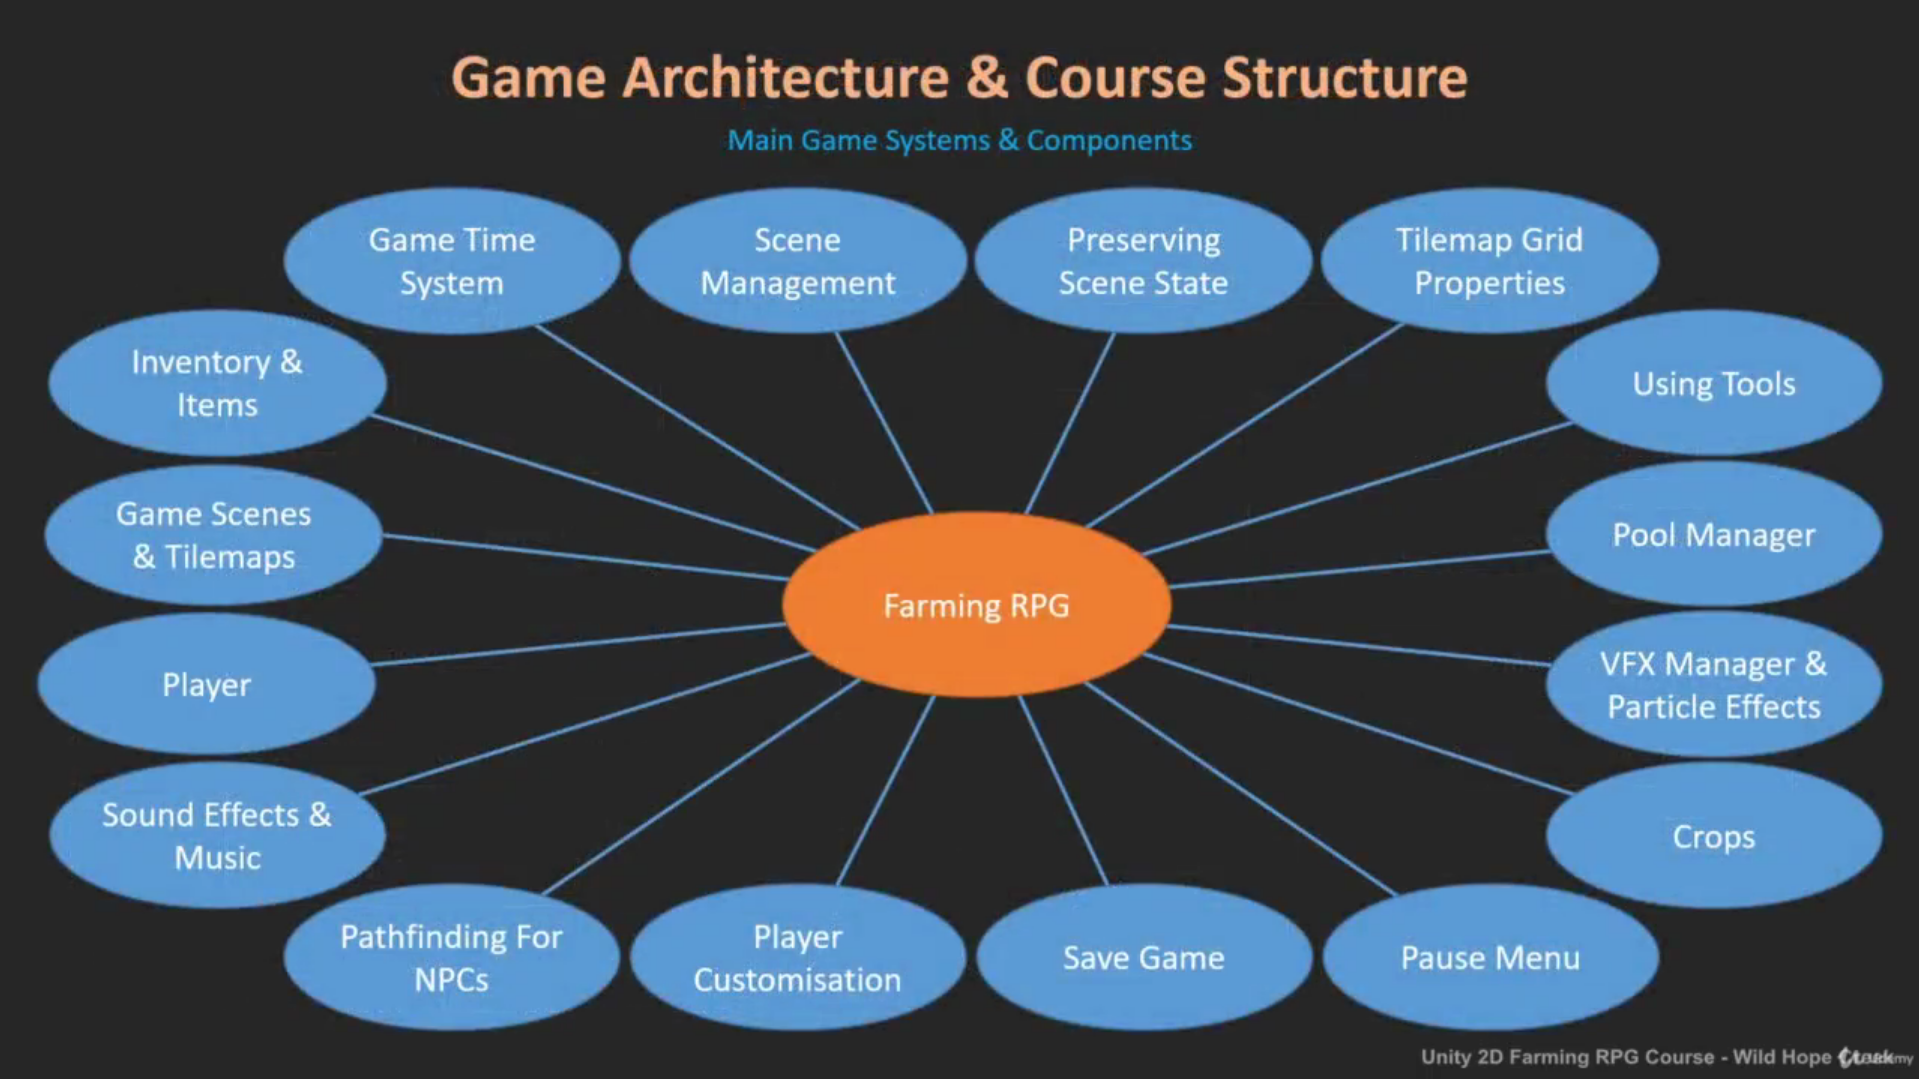 Game Architecture & Course Structure
Main Game Systems & Components
Game Time
System
Scene
Management
Preserving
Scene State
Tilemap Grid
Properties
Inventory &
Items
Using Tools
Game Scenes
& Tilemaps
Pool Manager
Farming RPG
Player
VFX Manager &
Particle Effects
Sound Effects &
Music
Crops
Pathfinding For
NPCs
Player
Customisation
Save Game
Pause Menu
Unity 2D Farming RPG Course - Wild Hope